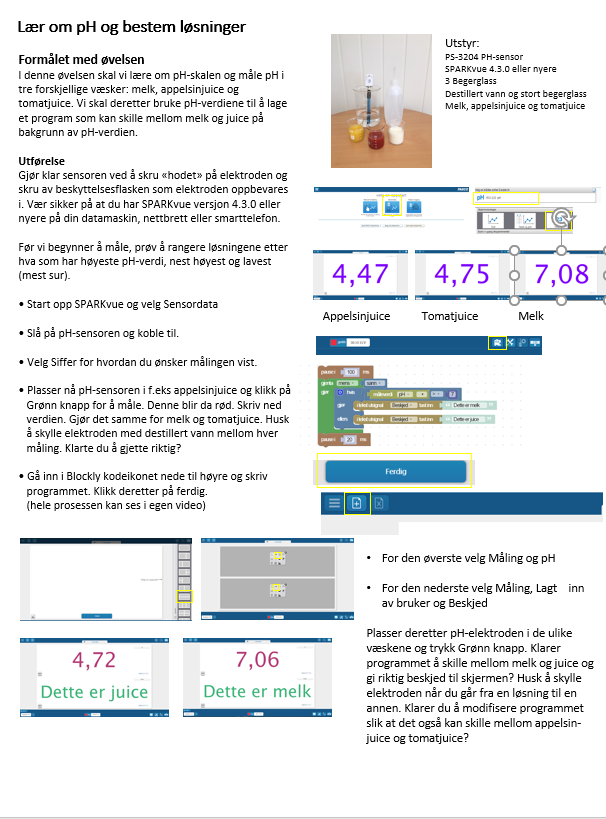 Lær om pH og bestem løsninger
Formålet med øvelsen
I denne øvelsen skal vi lære om pH-skalen og måle pH i
tre forskjellige væsker: melk, appelsinjuice og
tomatjuice. Vi skal deretter bruke pH-verdiene til å lage
et program som kan skille mellom melk og juice på
bakgrunn av pH-verdien.
Utførelse
Gjør klar sensoren ved å skru «hodet» på elektroden og
skru av beskyttelsesflasken som elektroden oppbevares
i. Vær sikker på at du har SPARKvue versjon 4.3.0 eller
nyere på din datamaskin, nettbrett eller smarttelefon.
Før vi begynner å måle, prøv å rangere løsningene etter
hva som har høyeste pH-verdi, nest høyest og lavest
(mest sur).
• Start opp SPARKvue og velg Sensordata
• Slå på pH-sensoren og koble til.
• Velg Siffer for hvordan du ønsker målingen vist.
• Plasser nå pH-sensoren i f.eks appelsinjuice og klikk på
Grønn knapp for å måle. Denne blir da rød. Skriv ned
verdien. Gjør det samme for melk og tomatjuice. Husk
å skylle elektroden med destillert vann mellom hver
måling. Klarte du å gjette riktig?
• Gå inn i Blockly kodeikonet nede til høyre og skriv
programmet. Klikk deretter på ferdig.
(hele prosessen kan ses i egen video)
Utstyr:
PS-3204 PH-sensor
SPARKvue 4.3.0 eller nyere
3 Begerglass
Destillert vann og stort begerglass
Melk, appelsinjuice og tomatjuice
pH
4,47
4,75
7,08
Appelsinjuice
Tomatjuice
Melk
pause i 100 ms
gjenta mens sann
gjør hvis måleverdi pH 7
gjør Beskjed Dette er melk
ellers Beskjed Dette er juice
pause i 20 ms
Ferdig
4,72
Dette er juice
7,06
Dette er melk
• For den øverste velg Måling og pH
• For den nederste velg Måling, Lagt inn
av bruker og Beskjed
Plasser deretter pH-elektroden i de ulike
væskene og trykk Grønn knapp. Klarer
programmet å skille mellom melk og juice og
gi riktig beskjed til skjermen? Husk å skylle
elektroden når du går fra en løsning til en
annen. Klarer du å modifisere programmet
slik at det også kan skille mellom appelsin-
juice og tomatjuice?